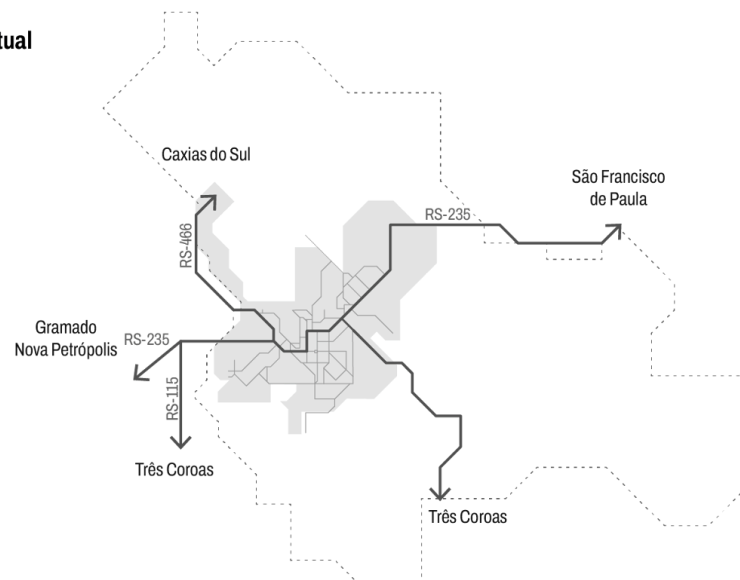 tual
Caxias do Sul
São Francisco
de Paula
RS-235
RS-466
Gramado
Nova Petrópolis
RS-235
RS-115
Três Coroas
Três Coroas